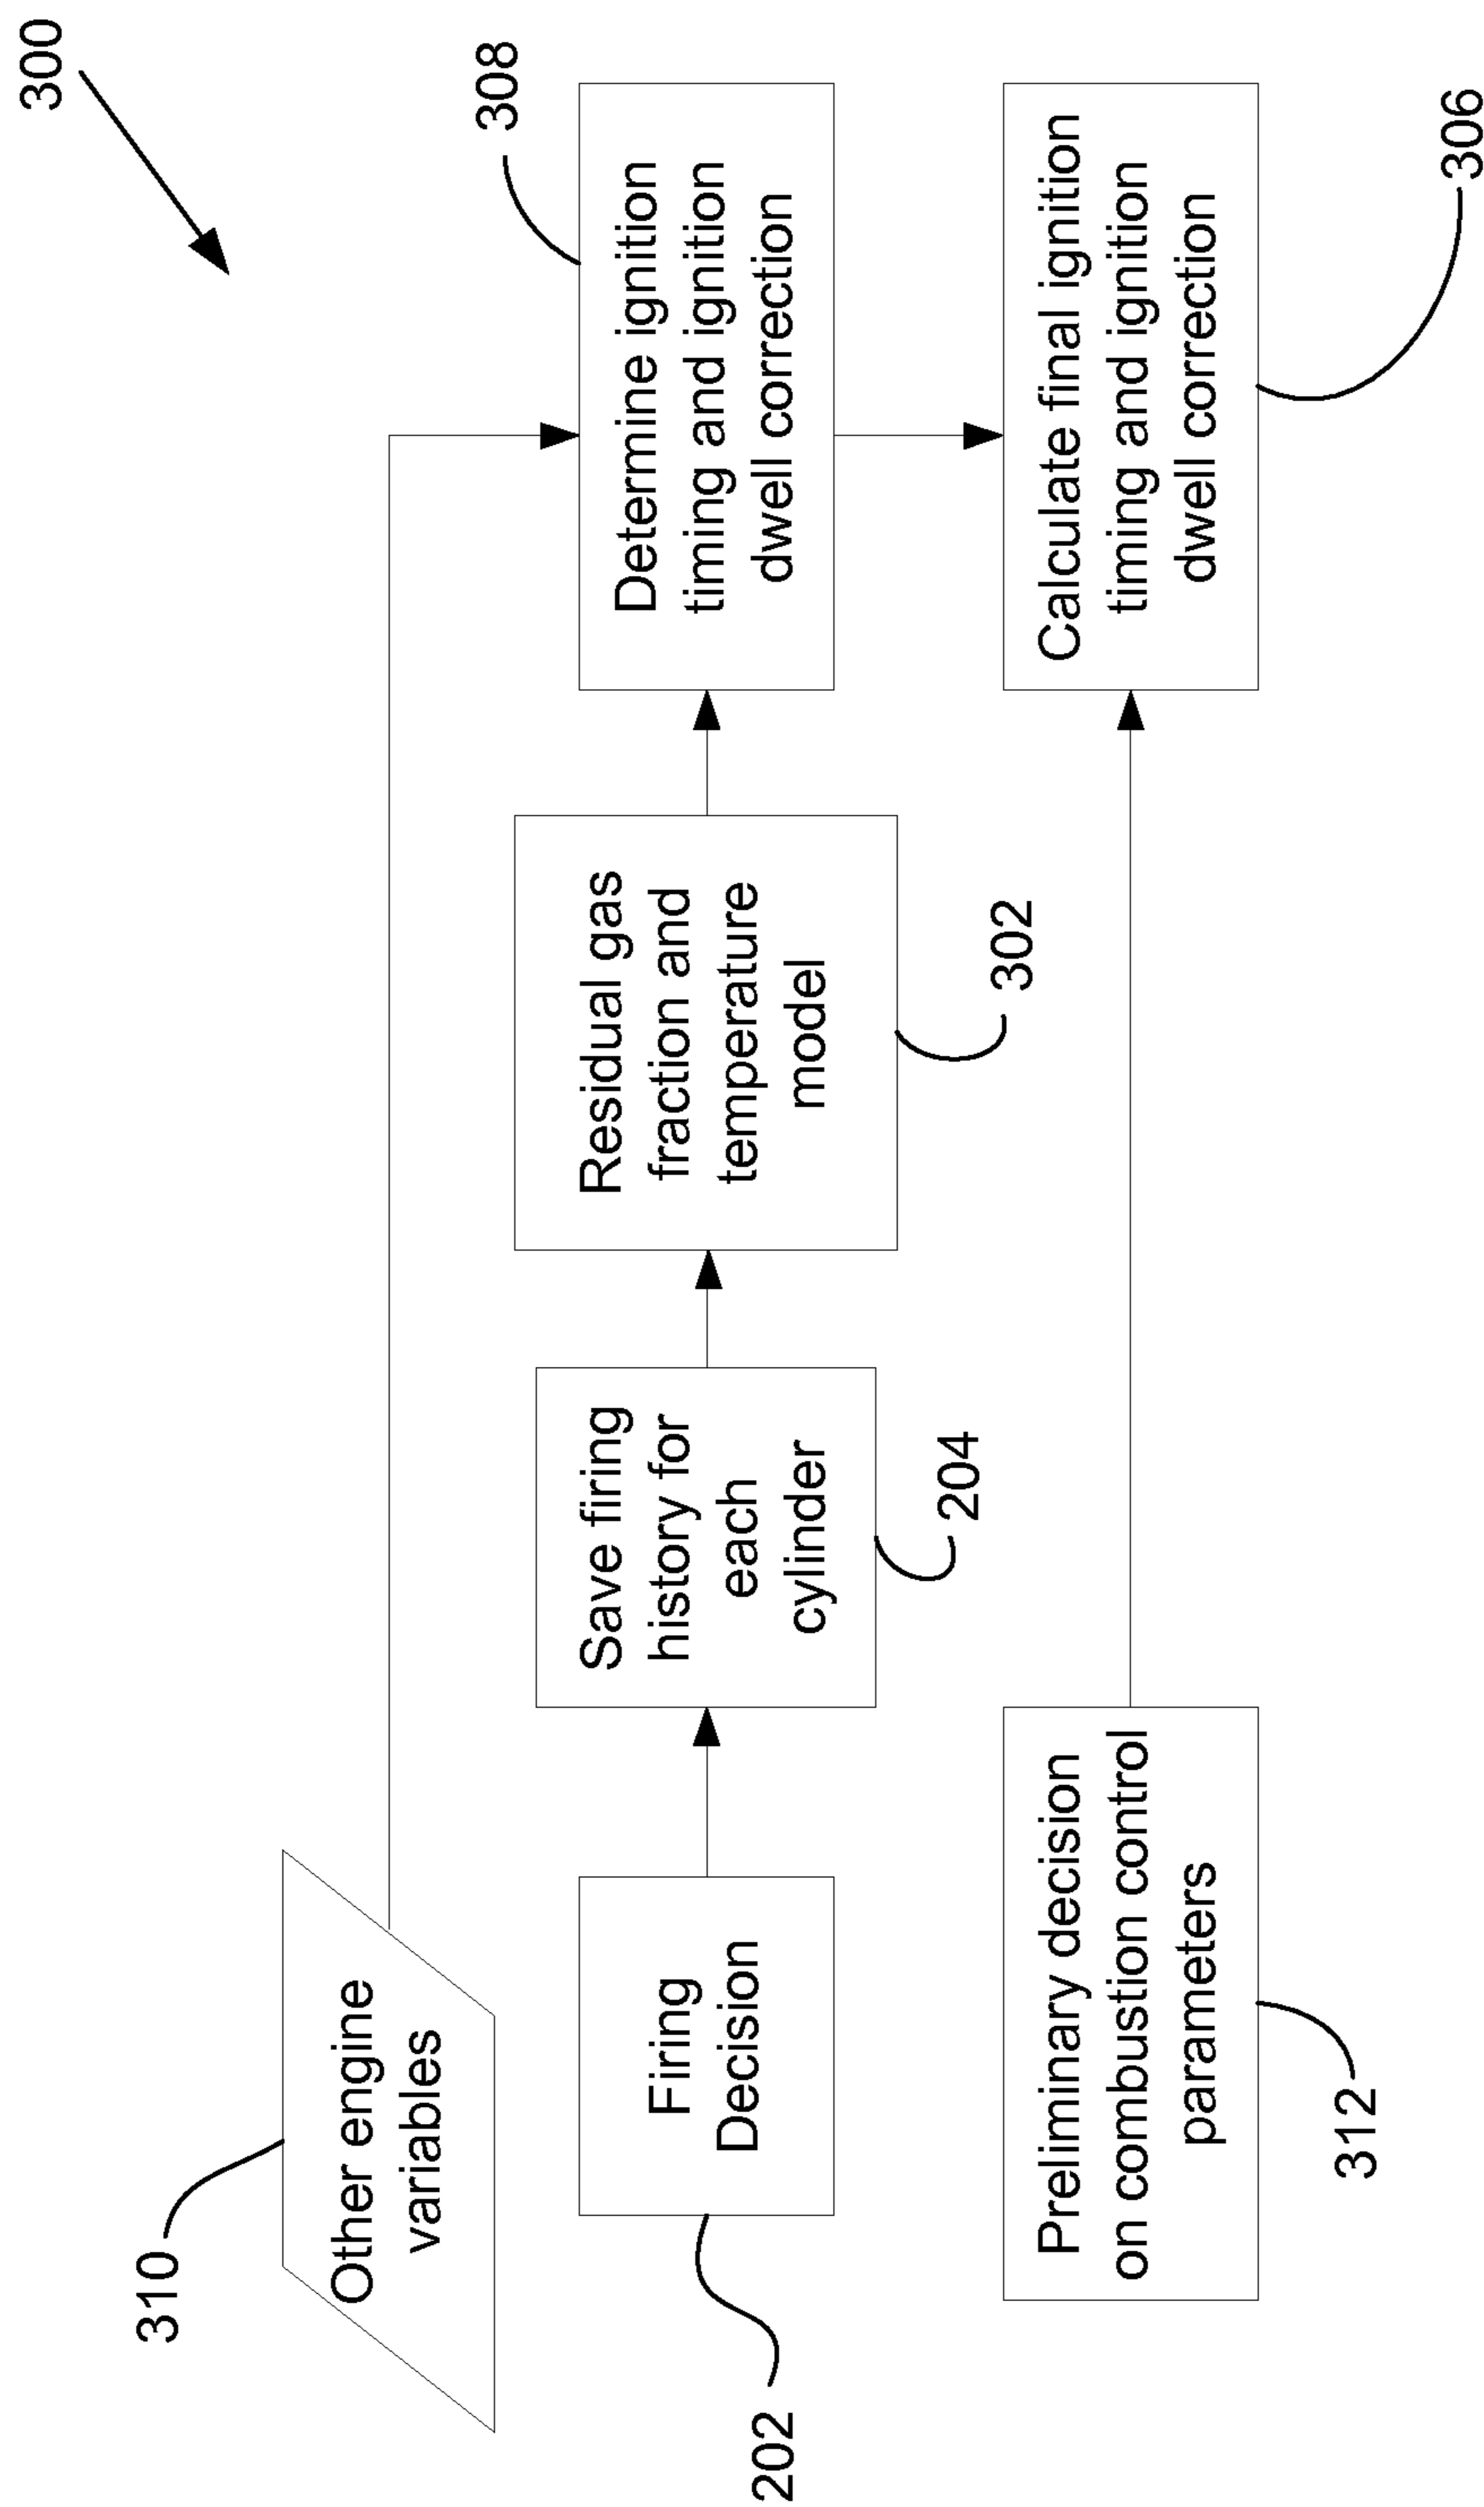 300
310
Other engine
variables
308
202
Firing
Decision
Save firing
history for
each
cylinder
204
Residual gas
fraction and
temperature
model
302
Determine ignition
timing and ignition
dwell correction
312
Preliminary decision
on combustion control
parameters
Calculate final ignition
timing and ignition
dwell correction
306